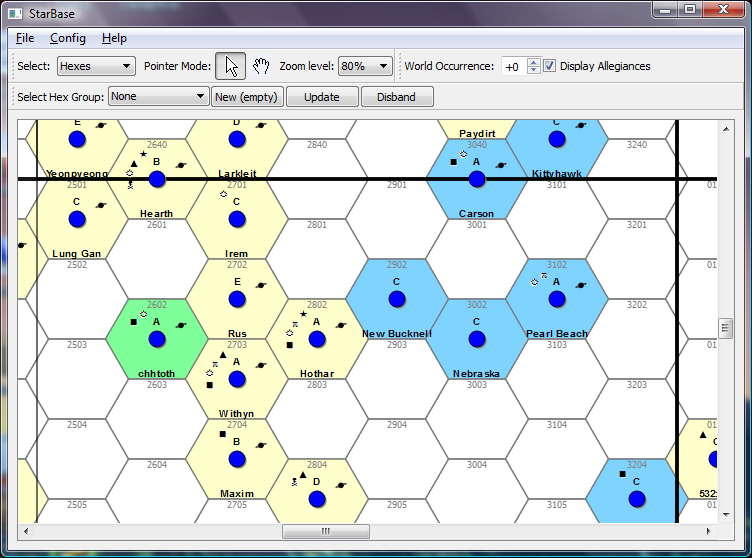 StarBase
File Config Help
Select: Hexes Pointer Mode: Zoom level: 80% World Occurrence: +0 Display Allegiances
Select Hex Group: None New (empty) Update Disband
E D Paydirt C
2640 2840 3040 3240
B A
Yeonpyeong Larkleit Kittyhawk
2501 2701 2901 3101 01
C Hearth C Carson
2601 2801 3001 3201
Lung Gan Irem
2502 2702 2902 3102 01
E C A
2602 2802 3002 3202
A Rus A New Bucknell C Pearl Beach
2503 2703 2903 3103 01
A
chhtoth Hothar Nebraska
2603 2803 3003 3203
Withyn
2504 2704 2904 3104 01
B C
2604 2804 3004 3204
D C
Maxim 532
2505 2705 2905 3105 01